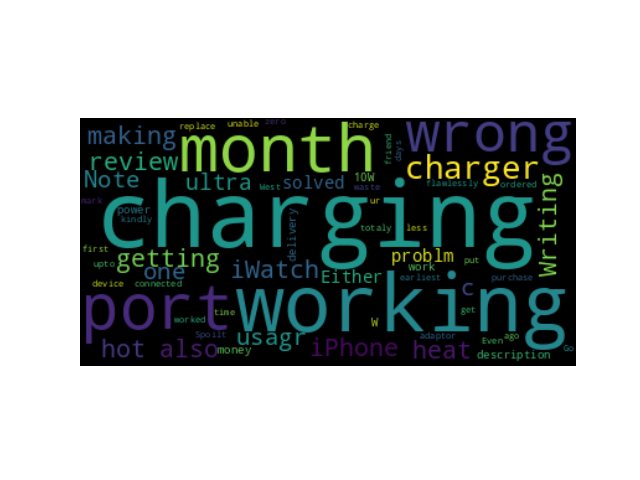 replace unable zero charge
making month friend wrong
review days charger
Note ultra West solved 10W waste flawlessly ordered
mark charging ur Writing
power kindly delivery totaly less
first getting problm put
upto one iWatch Either work earliest purchase
device connected c
port working get
worked time W
Spoilt usagr adaptor Even ago
hot also money iPhone heat description Go